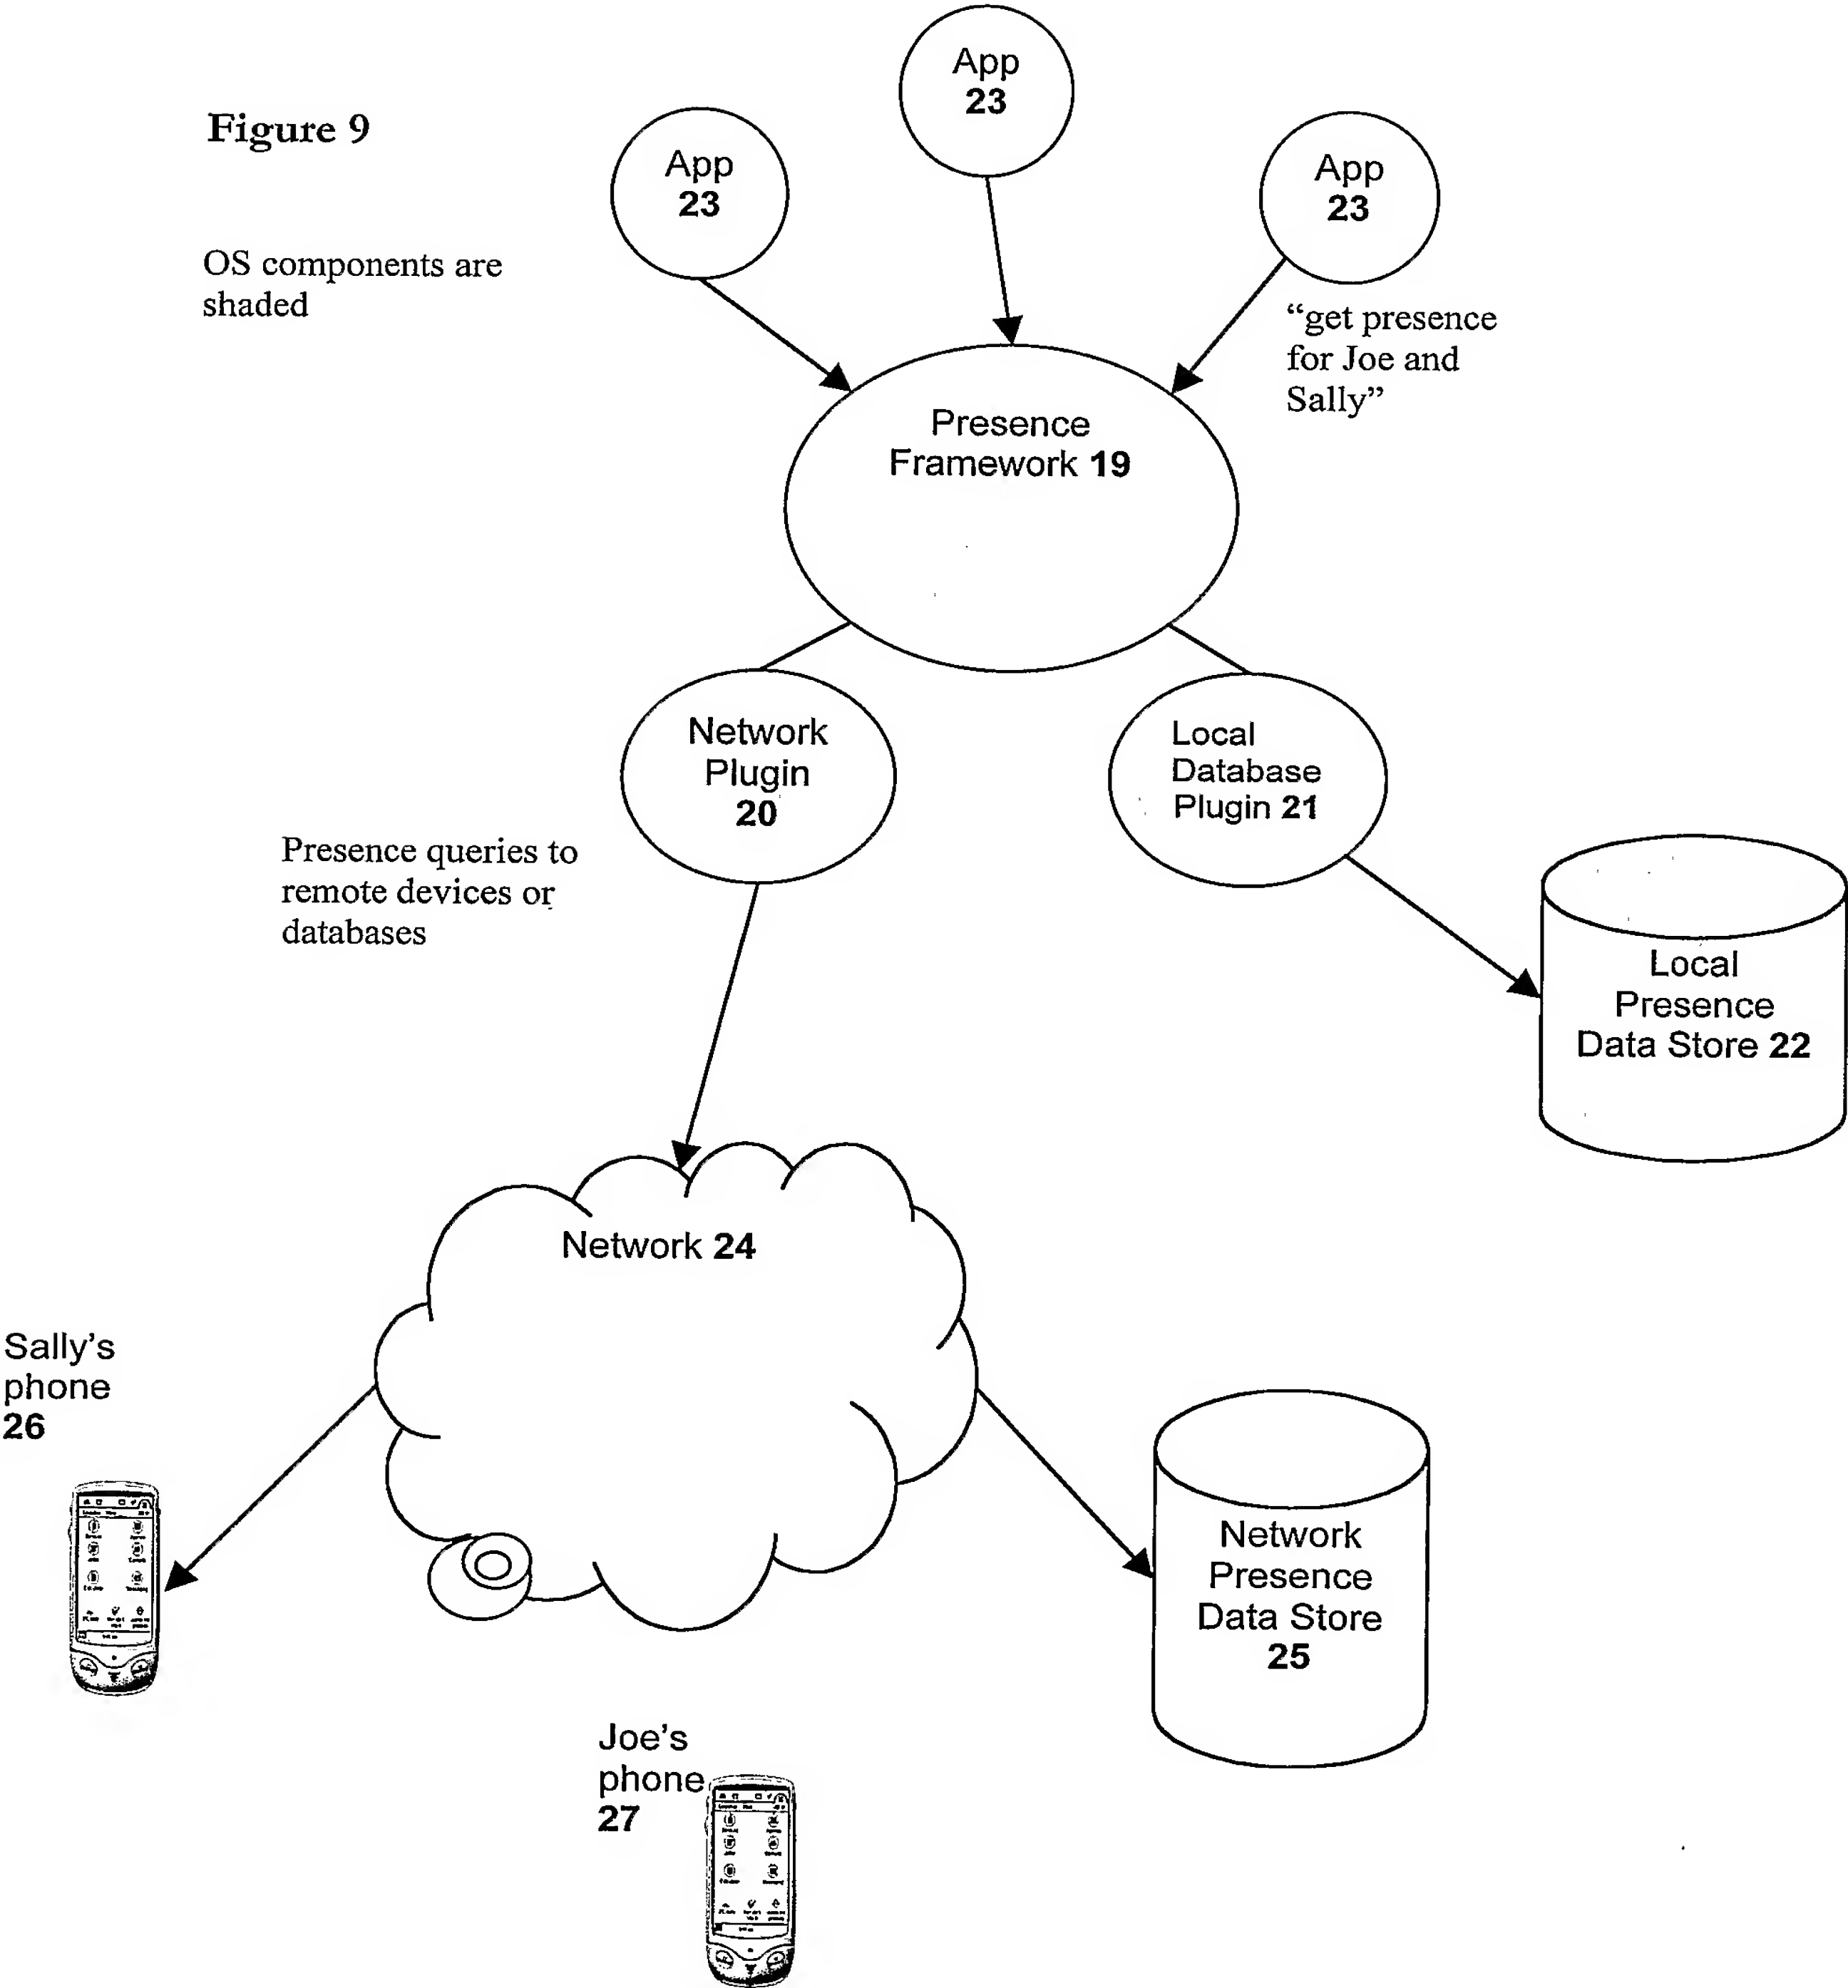 App
23
Figure 9
App
23
App
23
OS components are
shaded
“get presence
for Joe and
Sally”
Presence
Framework 19
Network
Plugin
20
Local
Database
Plugin 21
Presence queries to
remote devices or
databases
Local
Presence
Data Store 22
Network 24
Sally’s
phone
26
Network
Presence
Data Store
25
Joe’s
phone
27